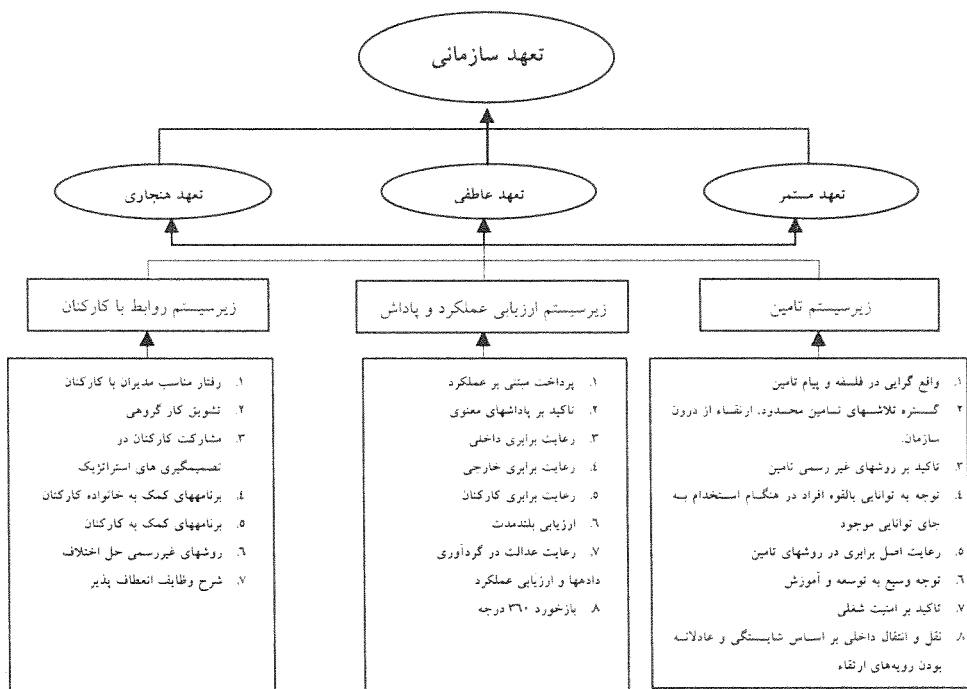 تعهد سازمانی
تعهد مستمر
تعهد عاطفی
تعهد هنجاری
زیرسیستم تامین
زیرسیستم ارزیابی عملکرد و پاداش
زیرسیستم روابط با کارکنان
۱. واقع گرایی در فلسفه و پیام تامین
۲ گستره تلاشهای تامین محدود، ارتقاء از درون
سازمان.
۳. تاکید بر روشهای غیر رسمی تامین
۴. توجه به توانایی بالقوه افراد در هنگام استخدام به
جای توانایی موجود
۵. رعایت اصل برابری در روشهای تامین
۶. توجه وسیع به توسعه و آموزش
۷. تاکید بر امنیت شغلی
۸. نقل و انتقال داخلی بر اساس شایستگی و عادلانه
بودن رویه‌های ارتقاء
۱. پرداخت مبتنی بر عملکرد
۲. تاکید بر پاداشهای معنوی
۳. رعایت برابری داخلی
۴. رعایت برابری خارجی
۵. رعایت برابری کارکنان
۶. ارزیابی بلندمدت
۷. رعایت عدالت در گردآوری
دادهها و ارزیابی عملکرد
۸. بازخورد ۳۶۰ درجه
۱. رفتار مناسب مدیران با کارکنان
۲. تشویق کار گروهی
۳. مشارکت کارکنان در
تصمیمگیری های استراتژیک
۴. برنامههای کمک به خانواده کارکنان
۵. برنامههای کمک به کارکنان
۶. روشهای غیررسمی حل اختلاف
۷. شرح وظایف انعطاف پذیر